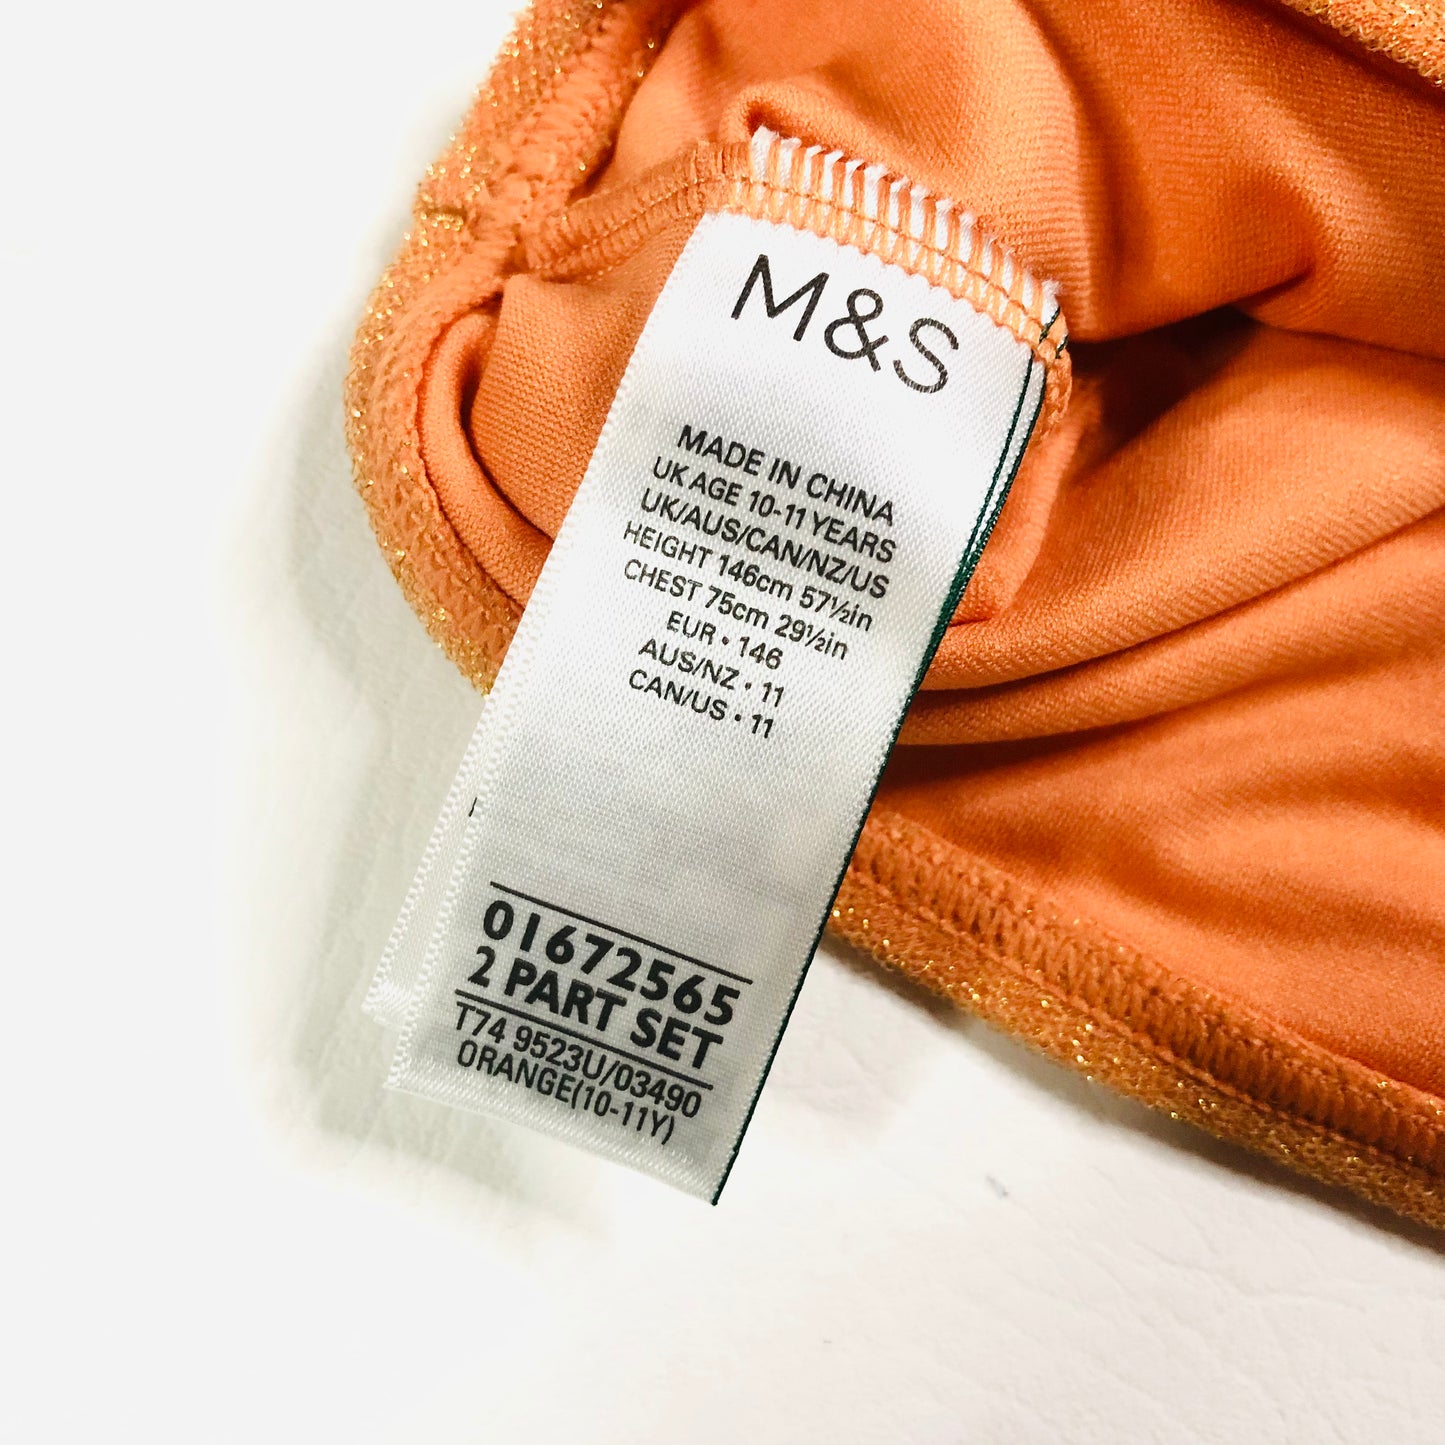 M&S
MADE IN CHINA
UK AGE 10-11 YEARS
UK/AUS/CAN/NZ/US
HEIGHT 146cm 57½in
CHEST 75cm 29½in
EUR • 146
AUS/NZ • 11
CAN/US • 11
01672565
2 PART SET
T74 9523U/03490
ORANGE(10-11Y)